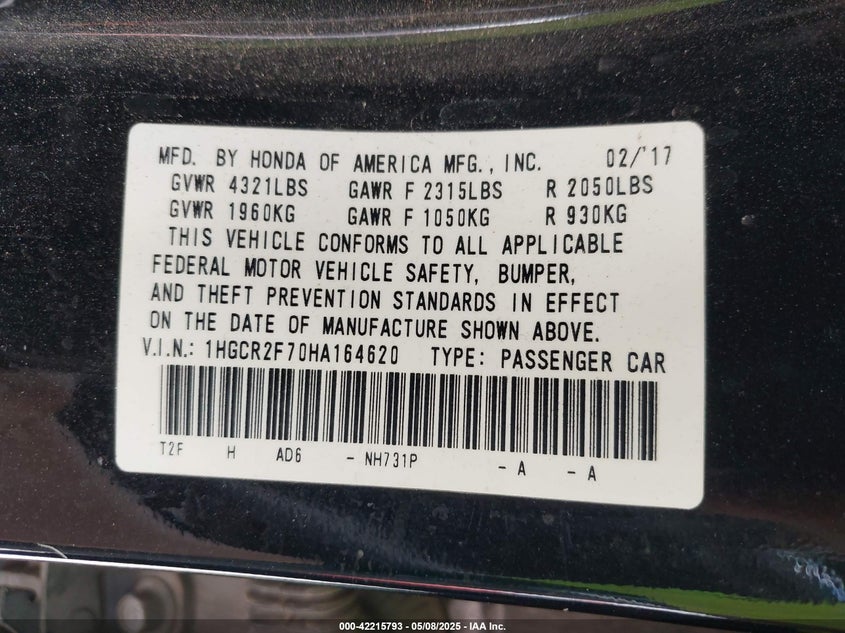 MFD. BY HONDA OF AMERICA MFG., INC. 02/'17
GVWR 4321LBS GAWR F 2315LBS R 2050LBS
GVWR 1960KG GAWR F 1050KG R 930KG
THIS VEHICLE CONFORMS TO ALL APPLICABLE
FEDERAL MOTOR VEHICLE SAFETY, BUMPER,
AND THEFT PREVENTION STANDARDS IN EFFECT
ON THE DATE OF MANUFACTURE SHOWN ABOVE.
V.I.N.: 1HGCR2F70HA164620 TYPE: PASSENGER CAR
T2F H AD6 - NH731P - A - A
000-42215793 - 05/08/2025 - IAA Inc.